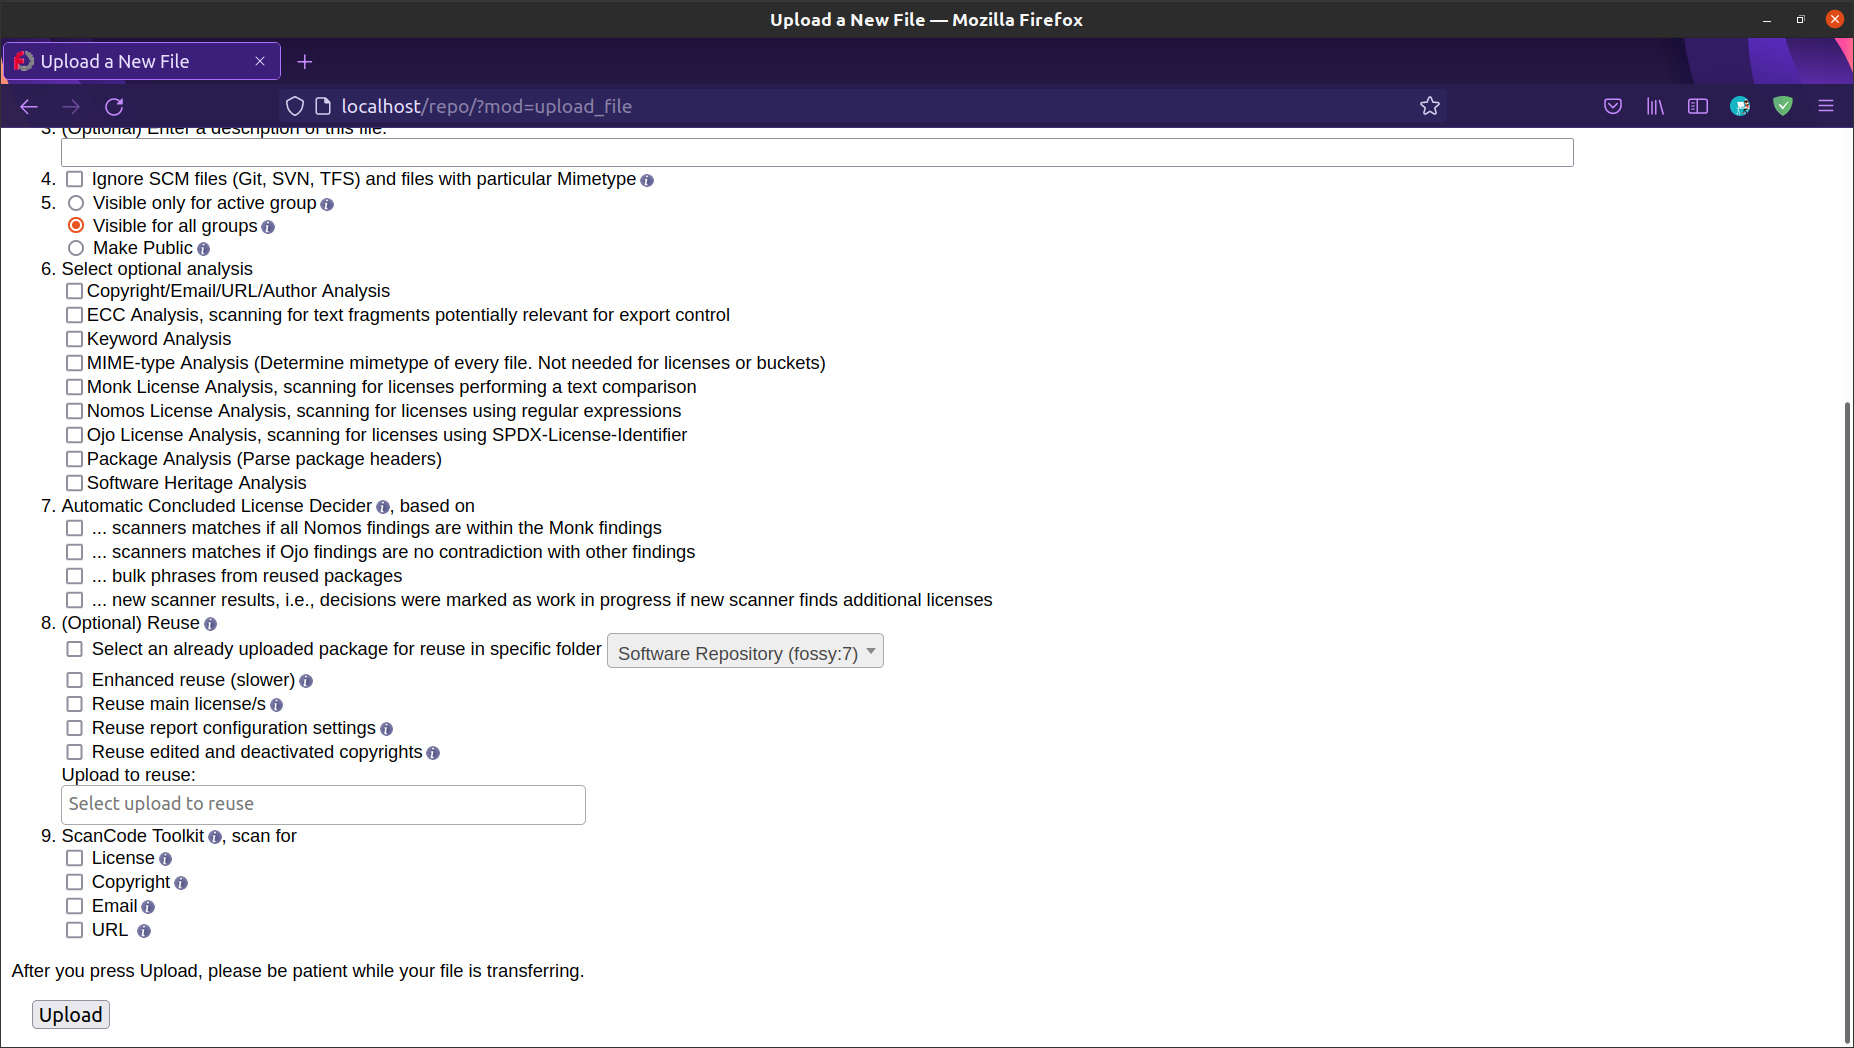 Upload a New File — Mozilla Firefox
Upload a New File
localhost/repo/?mod=upload_file
3. (Optional) Enter a description of this file:
4. Ignore SCM files (Git, SVN, TFS) and files with particular Mimetype
5. Visible only for active group
Visible for all groups
Make Public
6. Select optional analysis
Copyright/Email/URL/Author Analysis
ECC Analysis, scanning for text fragments potentially relevant for export control
Keyword Analysis
MIME-type Analysis (Determine mimetype of every file. Not needed for licenses or buckets)
Monk License Analysis, scanning for licenses performing a text comparison
Nomos License Analysis, scanning for licenses using regular expressions
Ojo License Analysis, scanning for licenses using SPDX-License-Identifier
Package Analysis (Parse package headers)
Software Heritage Analysis
7. Automatic Concluded License Decider i, based on
... scanners matches if all Nomos findings are within the Monk findings
... scanners matches if Ojo findings are no contradiction with other findings
... bulk phrases from reused packages
... new scanner results, i.e., decisions were marked as work in progress if new scanner finds additional licenses
8. (Optional) Reuse
Select an already uploaded package for reuse in specific folder Software Repository (fossy:7)
Enhanced reuse (slower)
Reuse main license/s
Reuse report configuration settings
Reuse edited and deactivated copyrights
Upload to reuse:
Select upload to reuse
9. ScanCode Toolkit i, scan for
License
Copyright
Email
URL
After you press Upload, please be patient while your file is transferring.
Upload